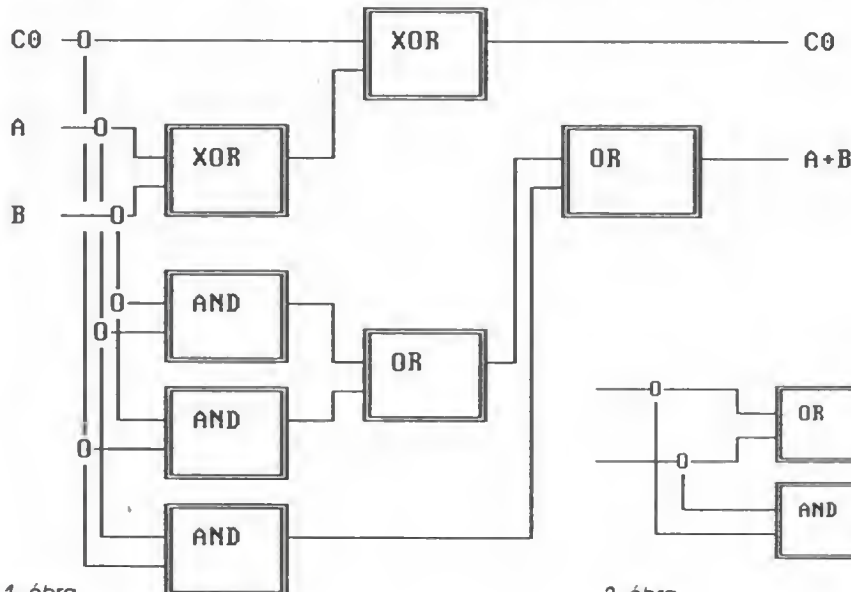 C0
XOR
C0
A
XOR
OR
A+B
B
AND
OR
AND
OR
AND
AND
1. ábra
2. ábra